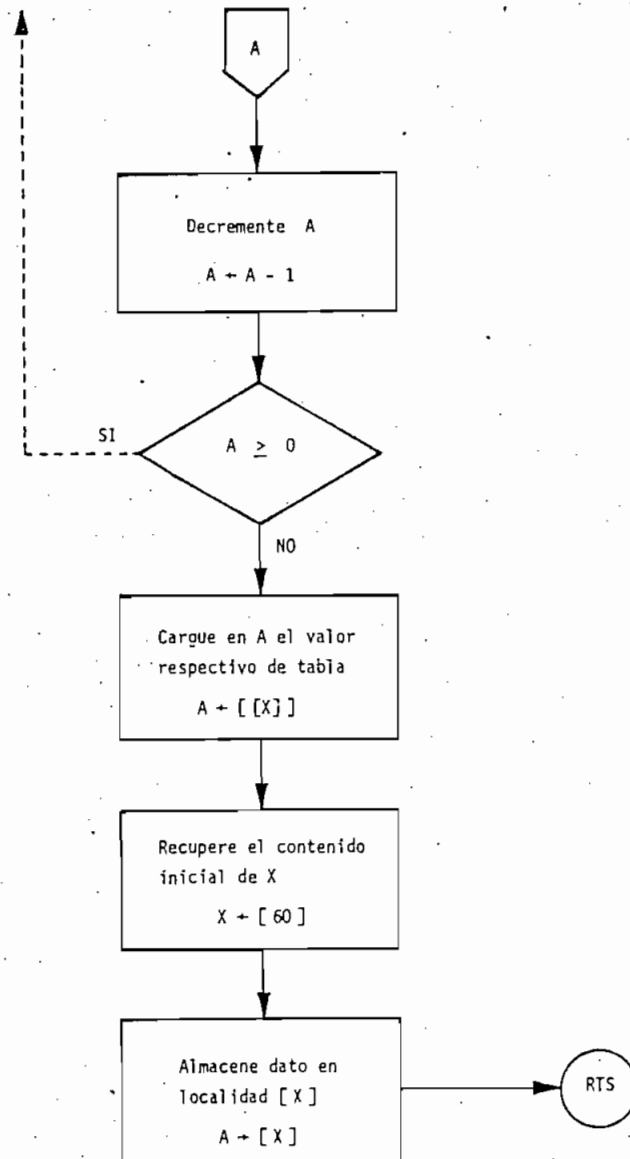 A
Decremente A
A ← A - 1
SI
A ≥ 0
NO
Cargue en A el valor
respectivo de tabla
A ← [ [X] ]
Recupere el contenido
inicial de X
X ← [ 60 ]
Almacene dato en
localidad [ X ]
A → [ X ]
RTS